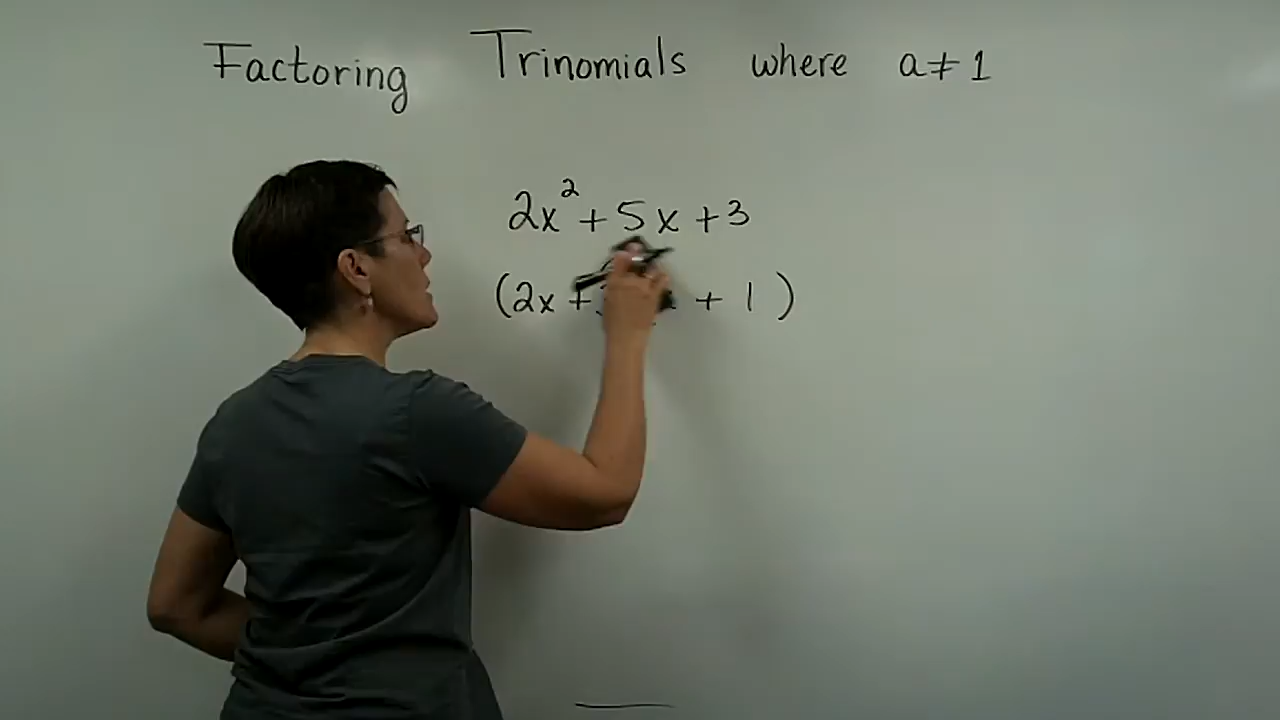 Factoring Trinomials where a≠1
2x² + 5x + 3
(2x + + 1 )